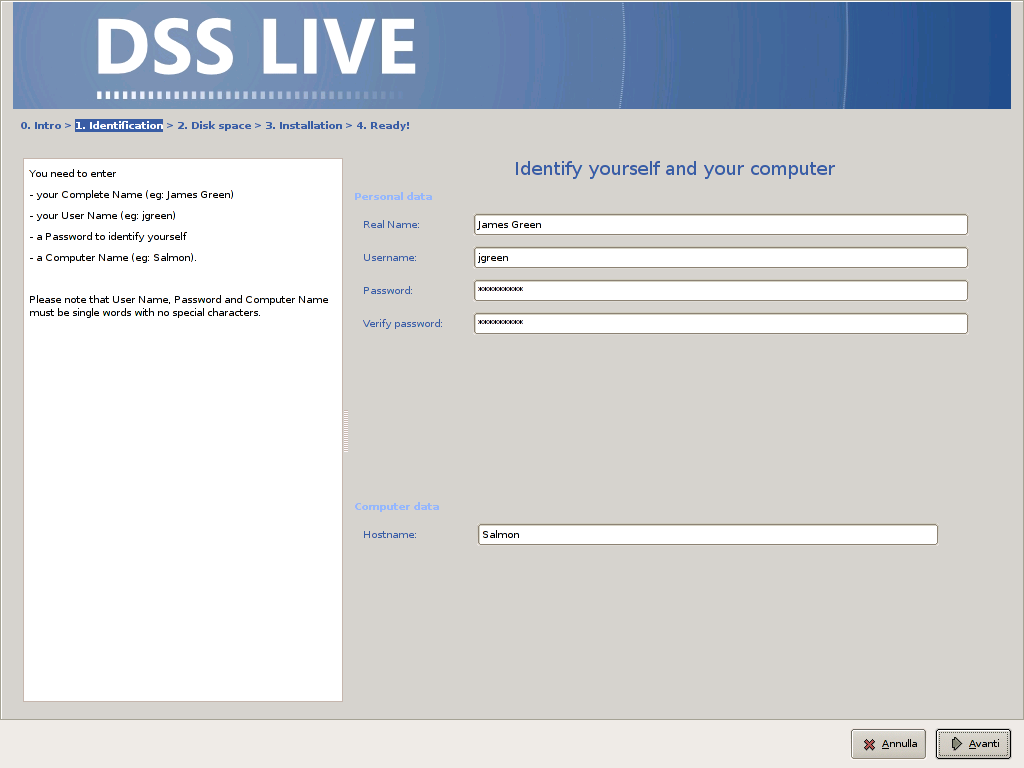 DSS LIVE
0. Intro > 1. Identification > 2. Disk space > 3. Installation > 4. Ready!
You need to enter
- your Complete Name (eg: James Green)
- your User Name (eg: jgreen)
- a Password to identify yourself
- a Computer Name (eg: Salmon).
Please note that User Name, Password and Computer Name
must be single words with no special characters.
Identify yourself and your computer
Personal data
Real Name: James Green
Username: jgreen
Password: *********
Verify password: *********
Computer data
Hostname: Salmon
Annulla Avanti